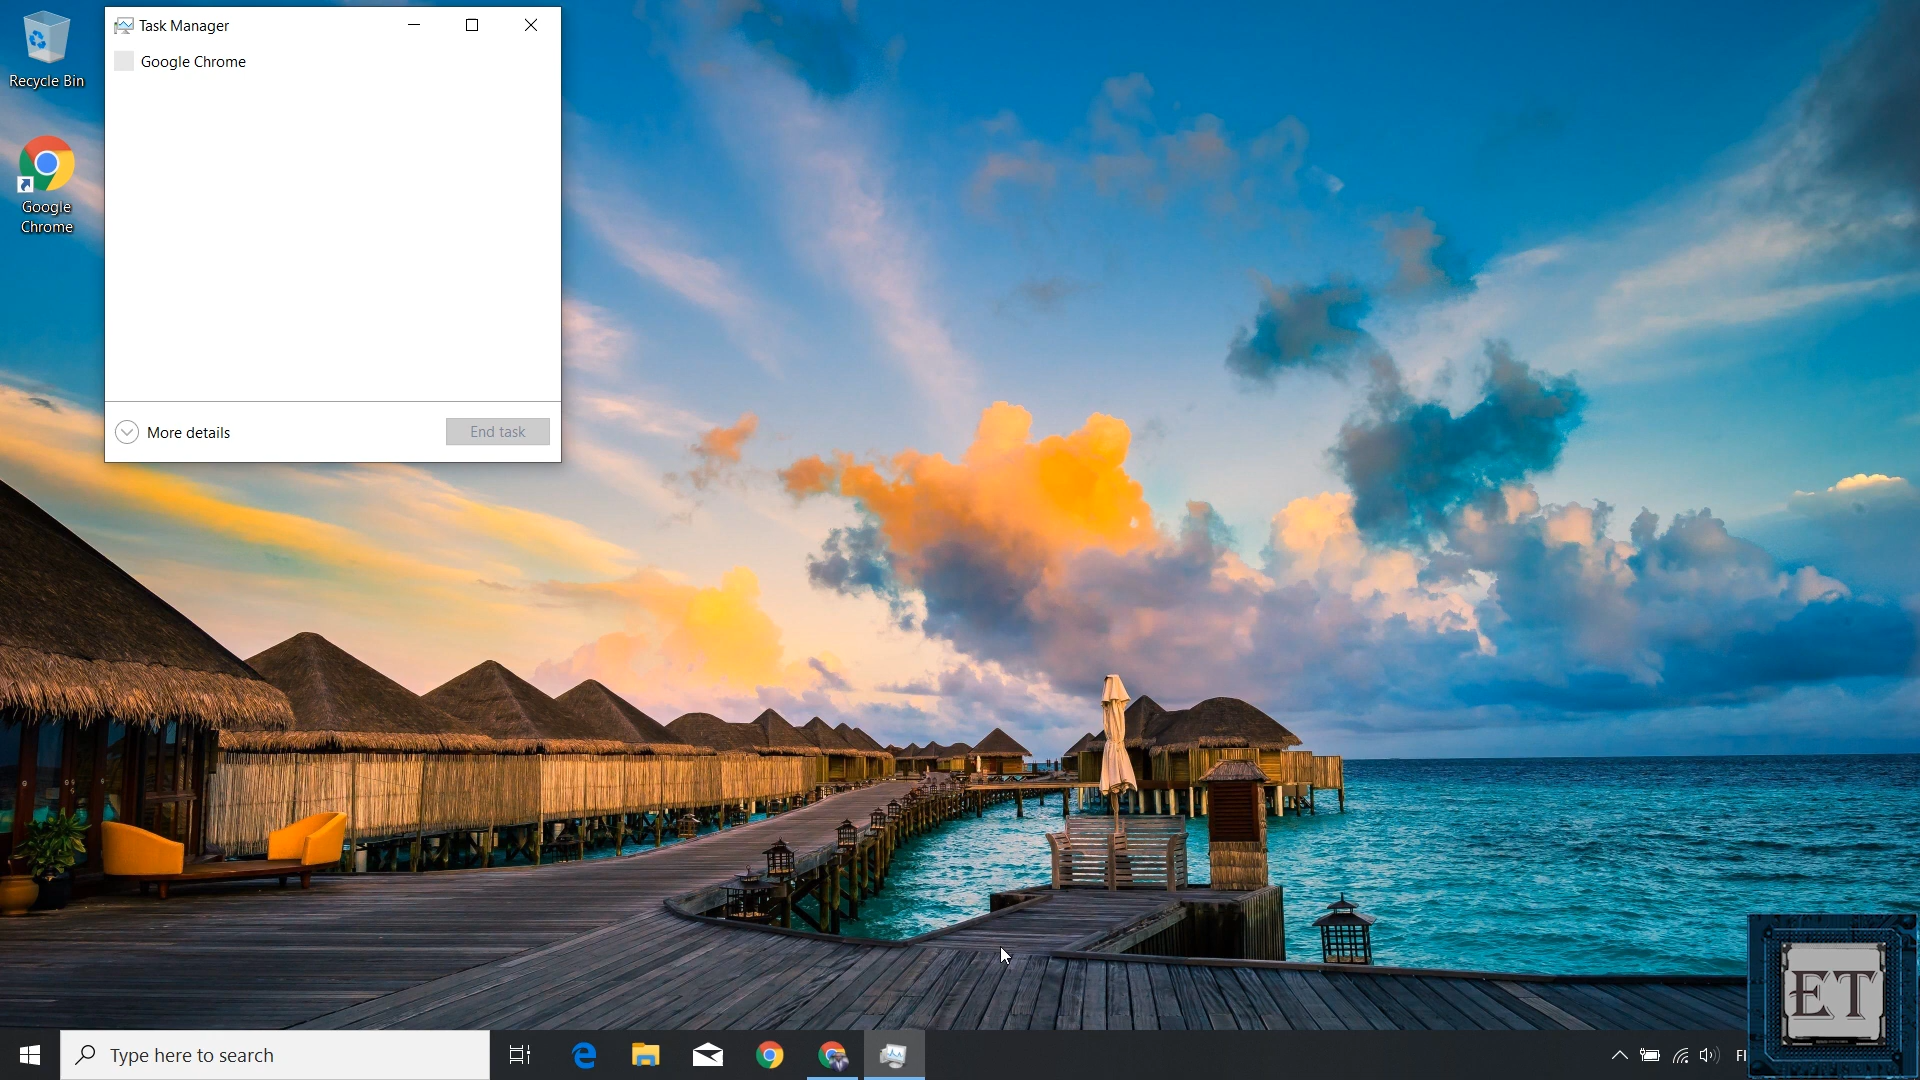 Task Manager
Google Chrome
Recycle Bin
Google
Chrome
More details
End task
Type here to search
ET